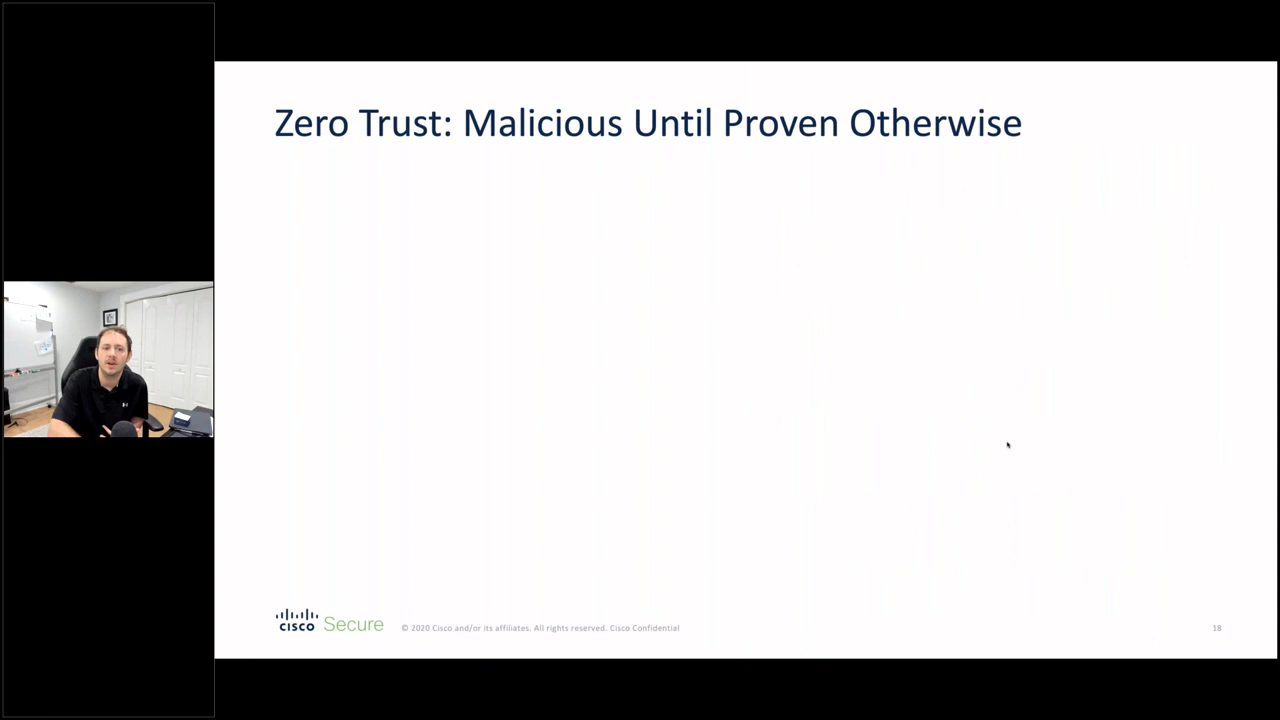 Zero Trust: Malicious Until Proven Otherwise
CISCO Secure © 2020 Cisco and/or its affiliates. All rights reserved. Cisco Confidential 18